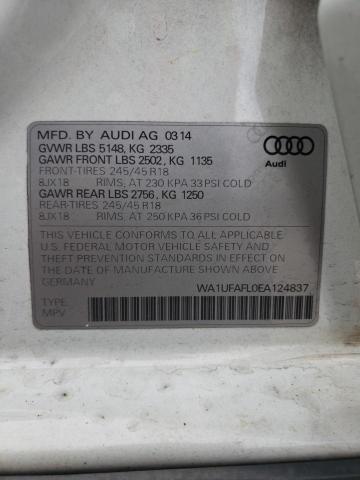 MFD. BY AUDI AG 03 14
GVWR LBS 5148, KG 2335
GAWR FRONT LBS 2502, KG 1135
FRONT-TIRES 245/45 R18
8JX18 RIMS, AT 230 KPA 33 PSI COLD
GAWR REAR LBS 2756, KG 1250
REAR-TIRES 245/45 R18
8JX18 RIMS, AT 250 KPA 36 PSI COLD
Audi
THIS VEHICLE CONFORMS TO ALL APPLICABLE
U.S. FEDERAL MOTOR VEHICLE SAFETY AND
THEFT PREVENTION STANDARDS IN EFFECT ON
THE DATE OF MANUFACTURE SHOWN ABOVE
GERMANY WA1UFAFL0EA124837
TYPE:
MPV